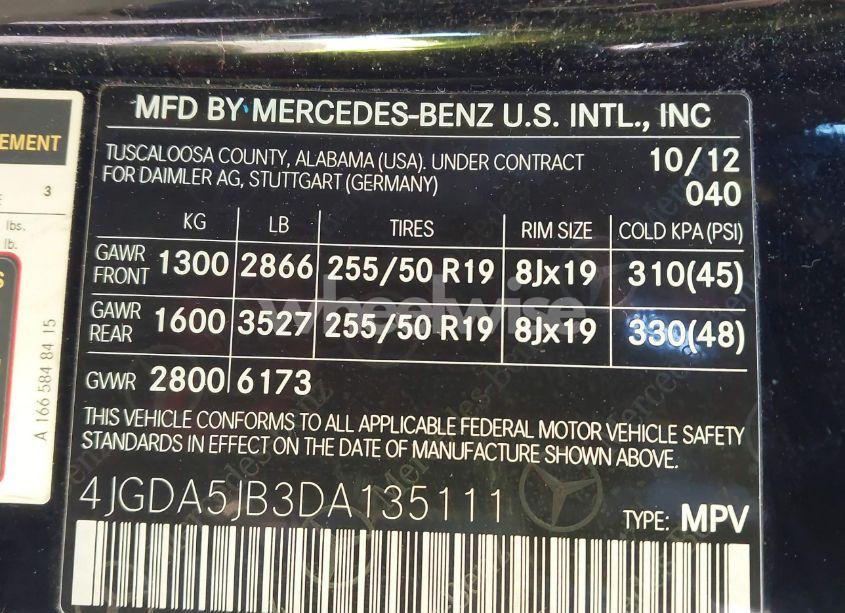 MFD BY MERCEDES-BENZ U.S. INTL., INC
TUSCALOOSA COUNTY, ALABAMA (USA). UNDER CONTRACT
FOR DAIMLER AG, STUTTGART (GERMANY)
10/12
040
KG LB TIRES RIM SIZE COLD KPA (PSI)
GAWR FRONT 1300 2866 255/50 R19 8Jx19 310(45)
GAWR REAR 1600 3527 255/50 R19 8Jx19 330(48)
GVWR 2800 6173
THIS VEHICLE CONFORMS TO ALL APPLICABLE FEDERAL MOTOR VEHICLE SAFETY
STANDARDS IN EFFECT ON THE DATE OF MANUFACTURE SHOWN ABOVE.
4JGDA5JB3DA135111
TYPE: MPV
EMENT
3
lbs.
lb.
S
A 166 584 84 15
wheelwise